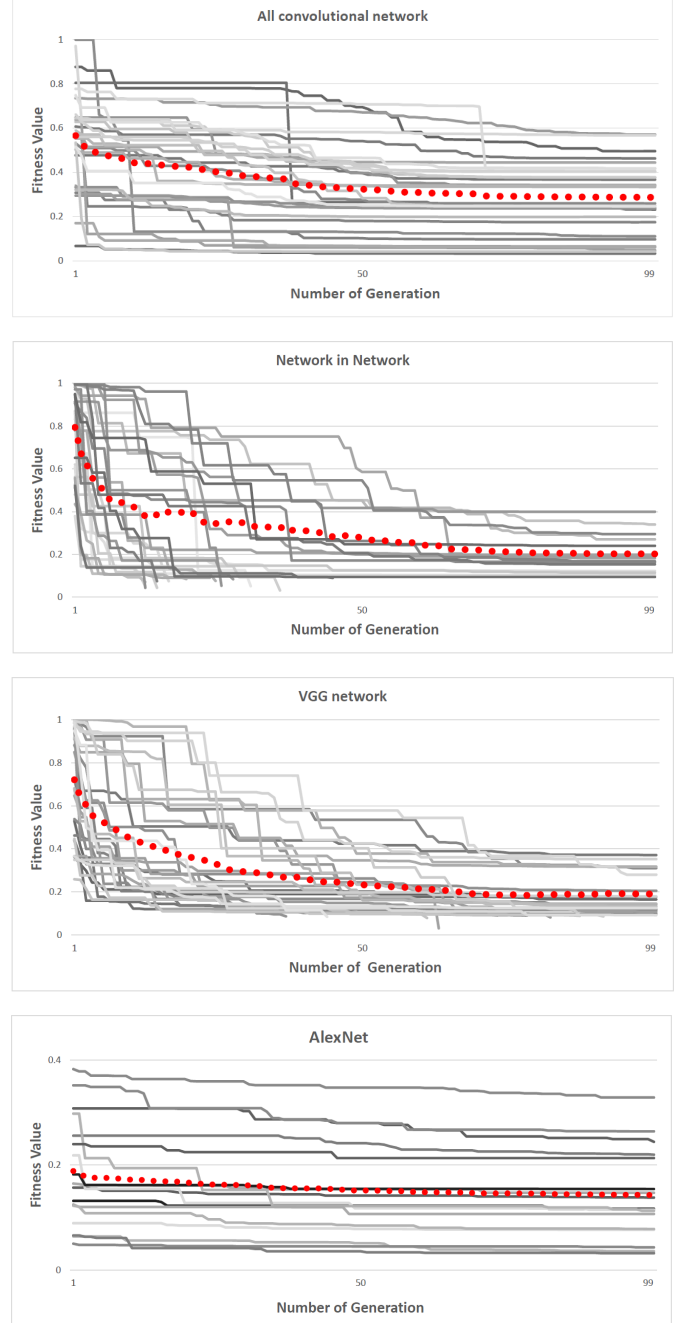 All convolutional network
1
0.8
0.6
0.4
0.2
0
Fitness Value
1
50
99
Number of Generation
Network in Network
1
0.8
0.6
0.4
0.2
0
Fitness Value
1
50
99
Number of Generation
VGG network
1
0.8
0.6
0.4
0.2
0
Fitness Value
1
50
99
Number of Generation
AlexNet
0.4
0.2
0
Fitness Value
1
50
99
Number of Generation